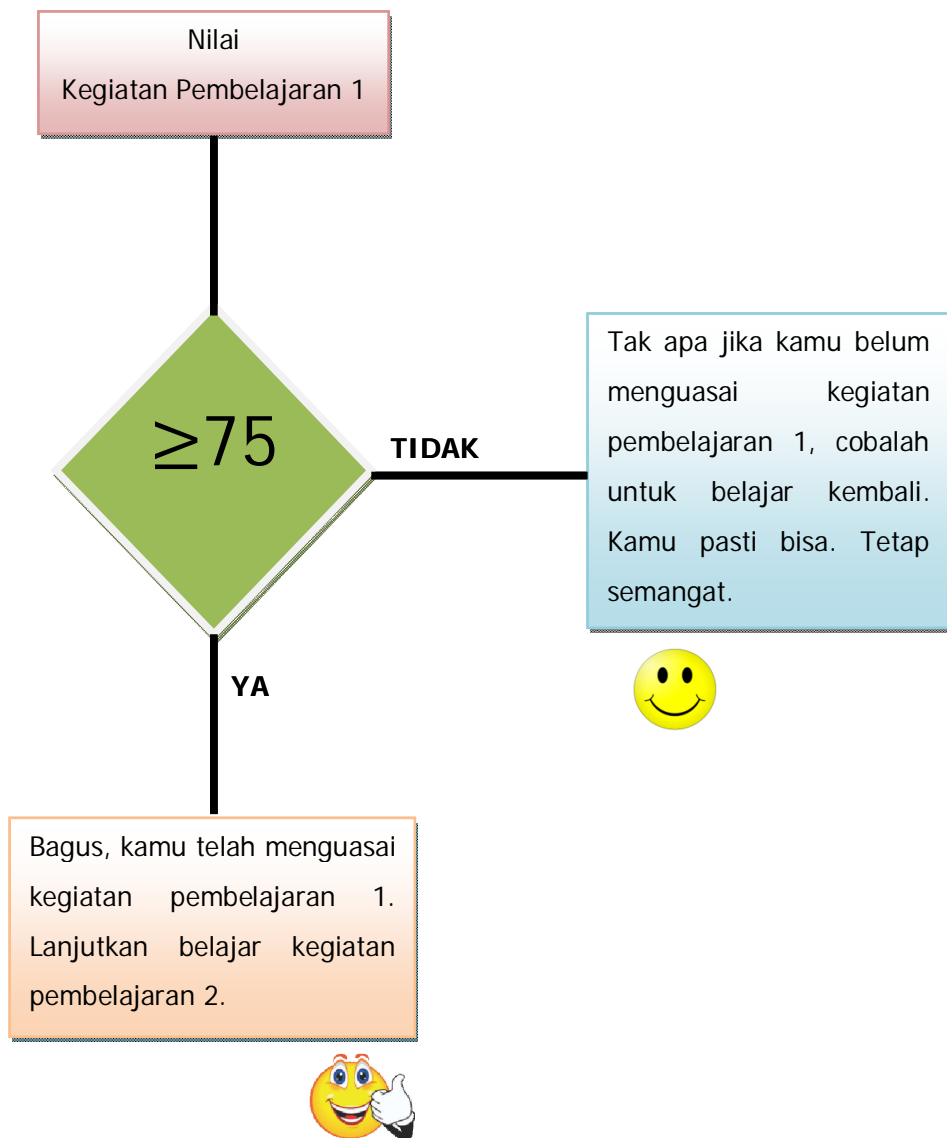 Nilai
Kegiatan Pembelajaran 1
≥75
TIDAK
Tak apa jika kamu belum
menguasai kegiatan
pembelajaran 1, cobalah
untuk belajar kembali.
Kamu pasti bisa. Tetap
semangat.
YA
Bagus, kamu telah menguasai
kegiatan pembelajaran 1.
Lanjutkan belajar kegiatan
pembelajaran 2.